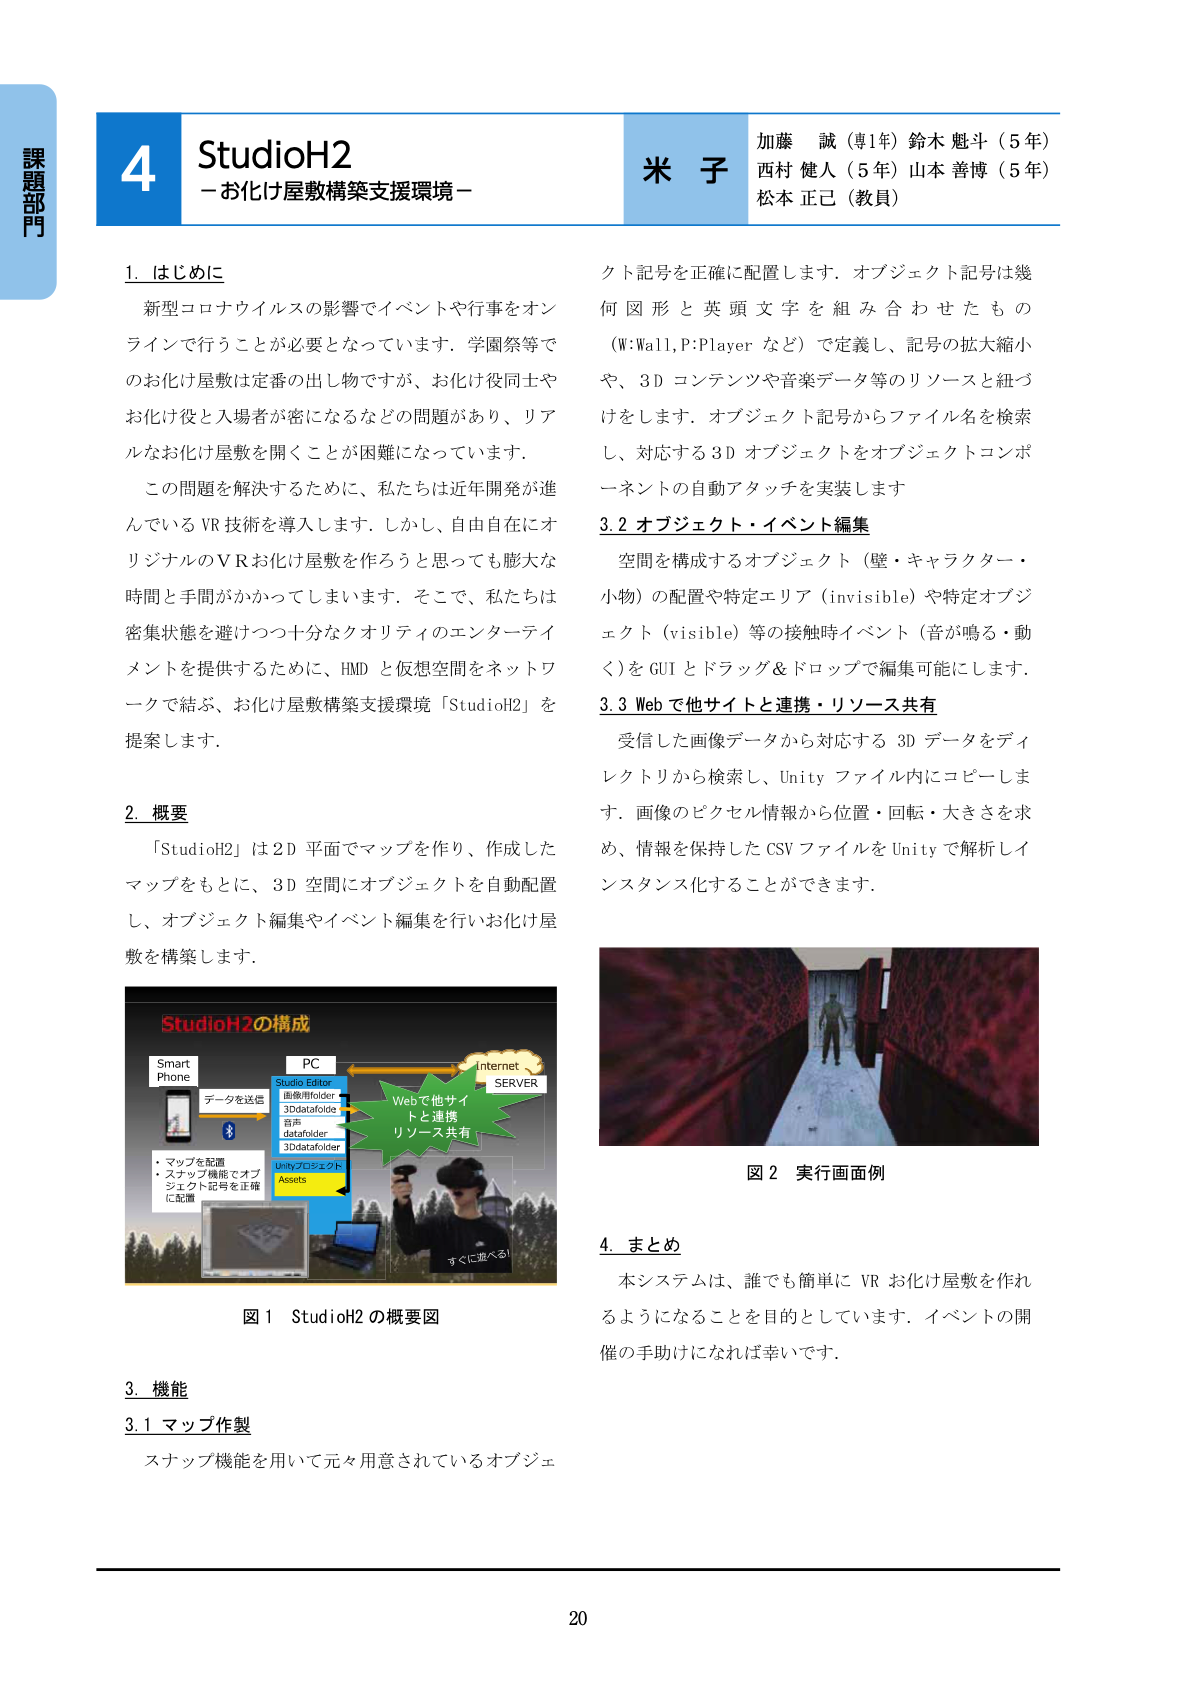 課題部門
4
StudioH2
－お化け屋敷構築支援環境－
米 子
加藤　誠（専1年）鈴木 魁斗（５年）
西村 健人（５年）山本 善博（５年）
松本 正己（教員）
1. はじめに
新型コロナウイルスの影響でイベントや行事をオン
ラインで行うことが必要となっています．学園祭等で
のお化け屋敷は定番の出し物ですが、お化け役同士や
お化け役と入場者が密になるなどの問題があり、リア
ルなお化け屋敷を開くことが困難になっています．
この問題を解決するために、私たちは近年開発が進
んでいる VR 技術を導入します．しかし、自由自在にオ
リジナルのＶＲお化け屋敷を作ろうと思っても膨大な
時間と手間がかかってしまいます．そこで、私たちは
密集状態を避けつつ十分なクオリティのエンターテイ
メントを提供するために、HMD と仮想空間をネットワ
ークで結ぶ、お化け屋敷構築支援環境「StudioH2」を
提案します．
2. 概要
「StudioH2」は２D 平面でマップを作り、作成した
マップをもとに、３D 空間にオブジェクトを自動配置
し、オブジェクト編集やイベント編集を行いお化け屋
敷を構築します．
StudioH2の構成
Smart
Phone
データを送信
PC
Studio Editor
画像用folder
3Ddatafolde
音声
datafolder
3Ddatafolder
Unityプロジェクト
Assets
Internet
SERVER
Webで他サイ
トと連携
リソース共有
・マップを配置
・スナップ機能でオブ
ジェクト記号を正確
に配置
すぐに遊べる!
図１　StudioH2 の概要図
3. 機能
3.1 マップ作製
スナップ機能を用いて元々用意されているオブジェ
クト記号を正確に配置します．オブジェクト記号は幾
何図形と英頭文字を組み合わせたもの
（W:Wall,P:Player など）で定義し、記号の拡大縮小
や、３D コンテンツや音楽データ等のリソースと紐づ
けをします．オブジェクト記号からファイル名を検索
し、対応する３D オブジェクトをオブジェクトコンポ
ーネントの自動アタッチを実装します
3.2 オブジェクト・イベント編集
空間を構成するオブジェクト（壁・キャラクター・
小物）の配置や特定エリア（invisible）や特定オブジ
ェクト（visible）等の接触時イベント（音が鳴る・動
く）を GUI とドラッグ＆ドロップで編集可能にします．
3.3 Web で他サイトと連携・リソース共有
受信した画像データから対応する 3D データをディ
レクトリから検索し、Unity ファイル内にコピーしま
す．画像のピクセル情報から位置・回転・大きさを求
め、情報を保持した CSV ファイルを Unity で解析しイ
ンスタンス化することができます．
図２　実行画面例
4. まとめ
本システムは、誰でも簡単に VR お化け屋敷を作れ
るようになることを目的としています．イベントの開
催の手助けになれば幸いです．
20